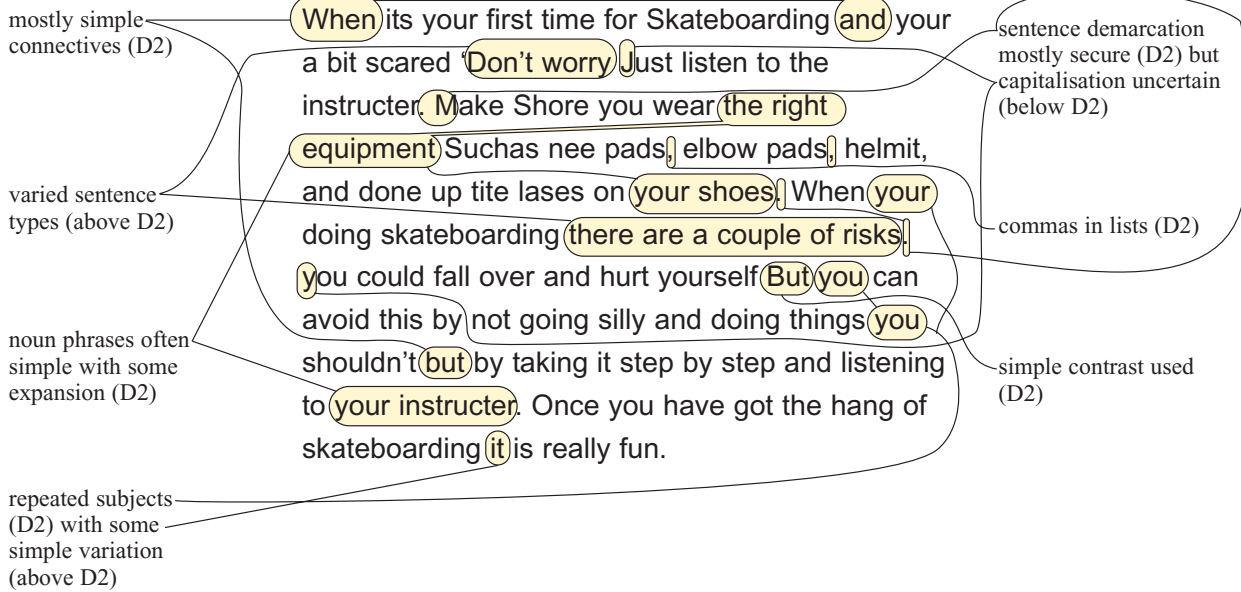 mostly simple
connectives (D2)
varied sentence
types (above D2)
noun phrases often
simple with some
expansion (D2)
repeated subjects
(D2) with some
simple variation
(above D2)
When its your first time for Skateboarding and your
a bit scared ‘Don’t worry Just listen to the
instructer. Make Shore you wear the right
equipment Suchas nee pads, elbow pads, helmit,
and done up tite lases on your shoes. When your
doing skateboarding there are a couple of risks.
you could fall over and hurt yourself But you can
avoid this by not going silly and doing things you
shouldn’t but by taking it step by step and listening
to your instructer. Once you have got the hang of
skateboarding it is really fun.
sentence demarcation
mostly secure (D2) but
capitalisation uncertain
(below D2)
commas in lists (D2)
simple contrast used
(D2)